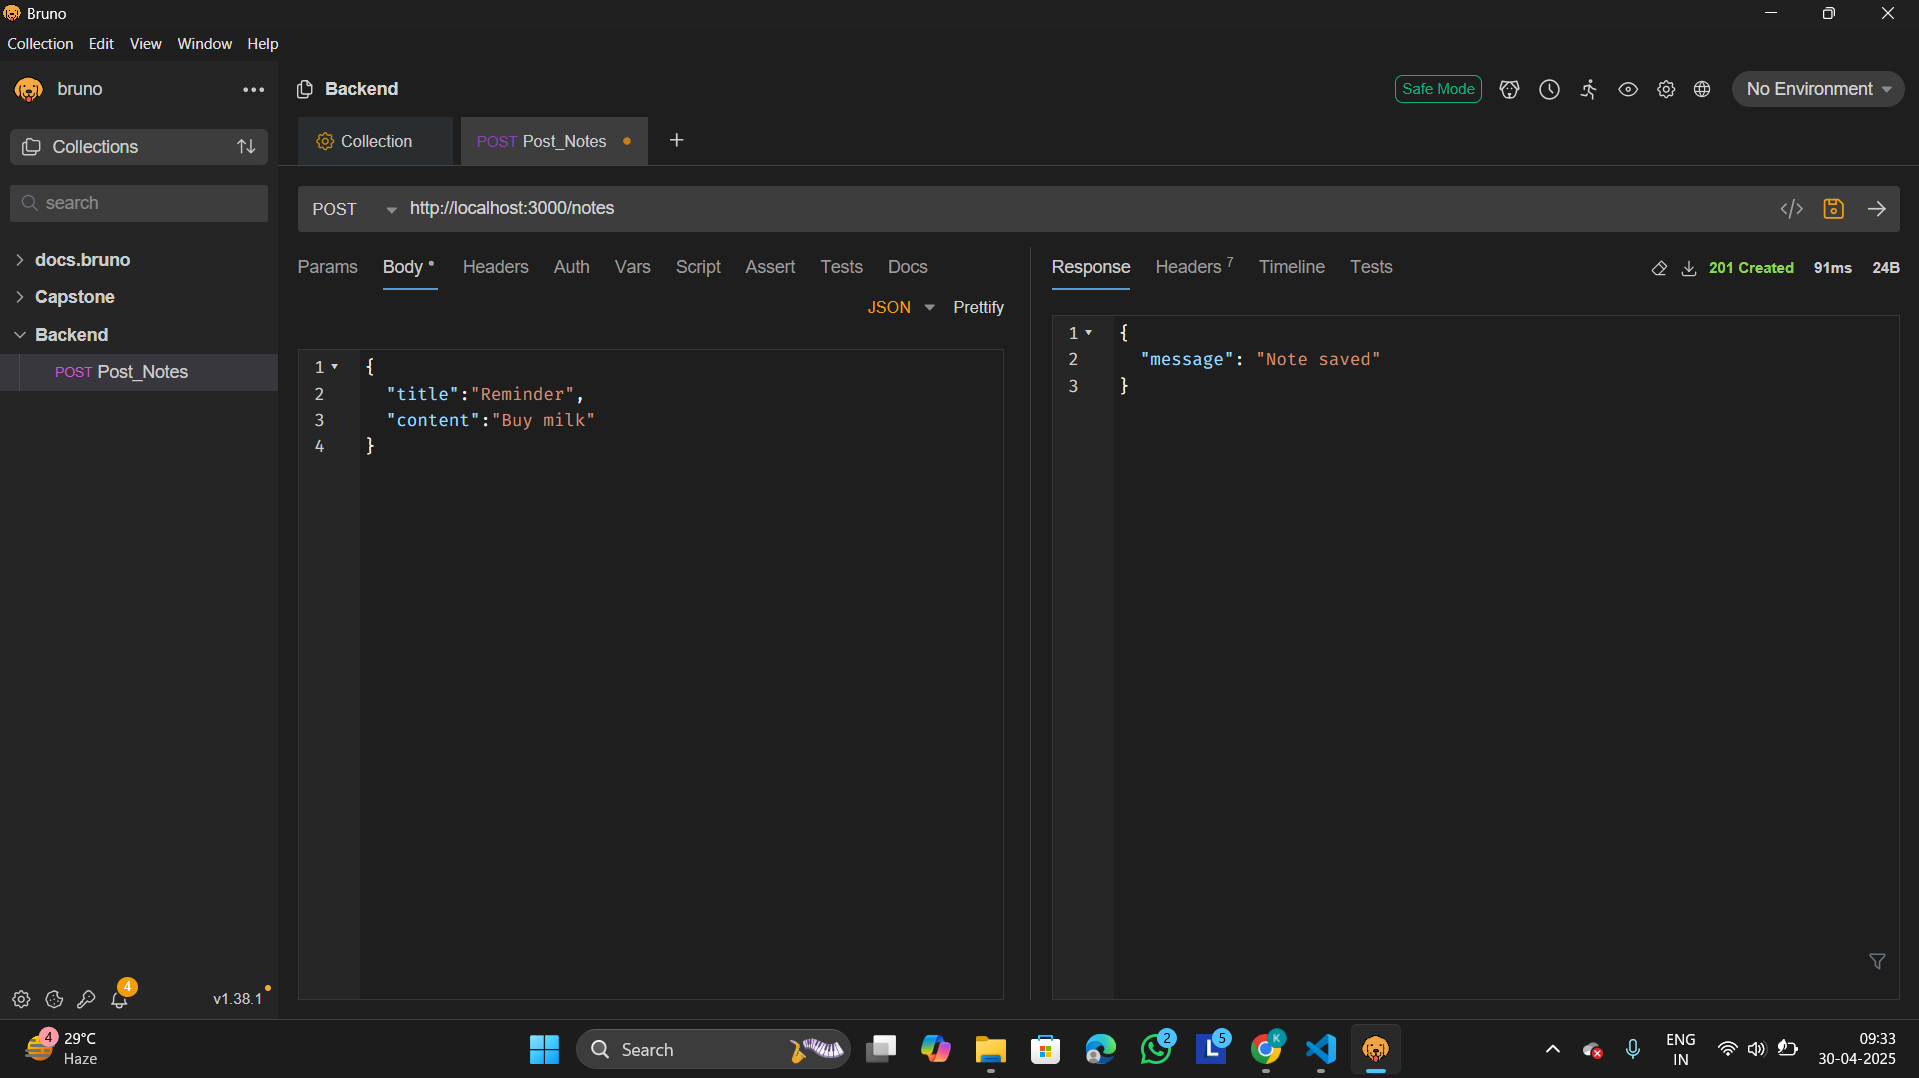 Bruno
Collection Edit View Window Help
bruno
Backend
Safe Mode
No Environment
Collections
Collection
POST Post_Notes
search
POST
http://localhost:3000/notes
docs.bruno
Capstone
Backend
POST Post_Notes
Params Body Headers Auth Vars Script Assert Tests Docs
JSON Prettify
1 {
2 "title":"Reminder",
3 "content":"Buy milk"
4 }
Response Headers 7 Timeline Tests
201 Created 91ms 24B
1 {
2 "message": "Note saved"
3 }
4
v1.38.1
4
29°C
Haze
Search
2
L 5
K
ENG
IN
09:33
30-04-2025